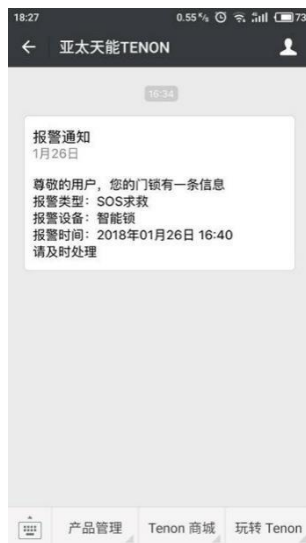 18:27
0.55 K/s
73
亚太天能TENON
16:34
报警通知
1月26日
尊敬的用户，您的门锁有一条信息
报警类型：SOS求救
报警设备：智能锁
报警时间：2018年01月26日 16:40
请及时处理
产品管理
Tenon 商城
玩转 Tenon